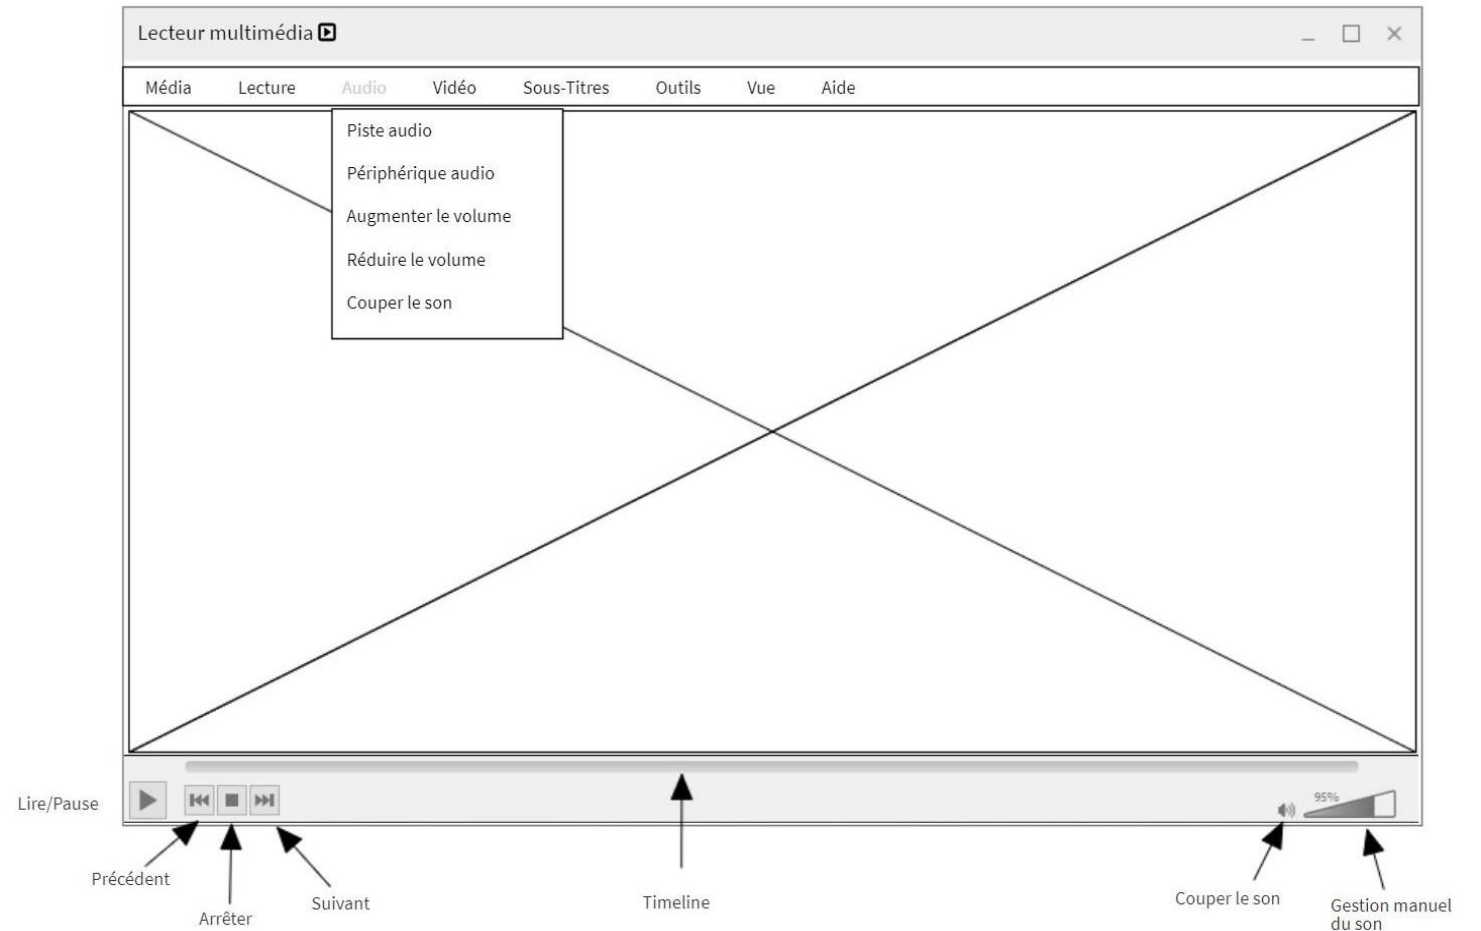 Lecteur multimédia
Média Lecture Audio Vidéo Sous-Titres Outils Vue Aide
Piste audio
Périphérique audio
Augmenter le volume
Réduire le volume
Couper le son
95%
Lire/Pause
Précédent
Arrêter
Suivant
Timeline
Couper le son
Gestion manuel
du son